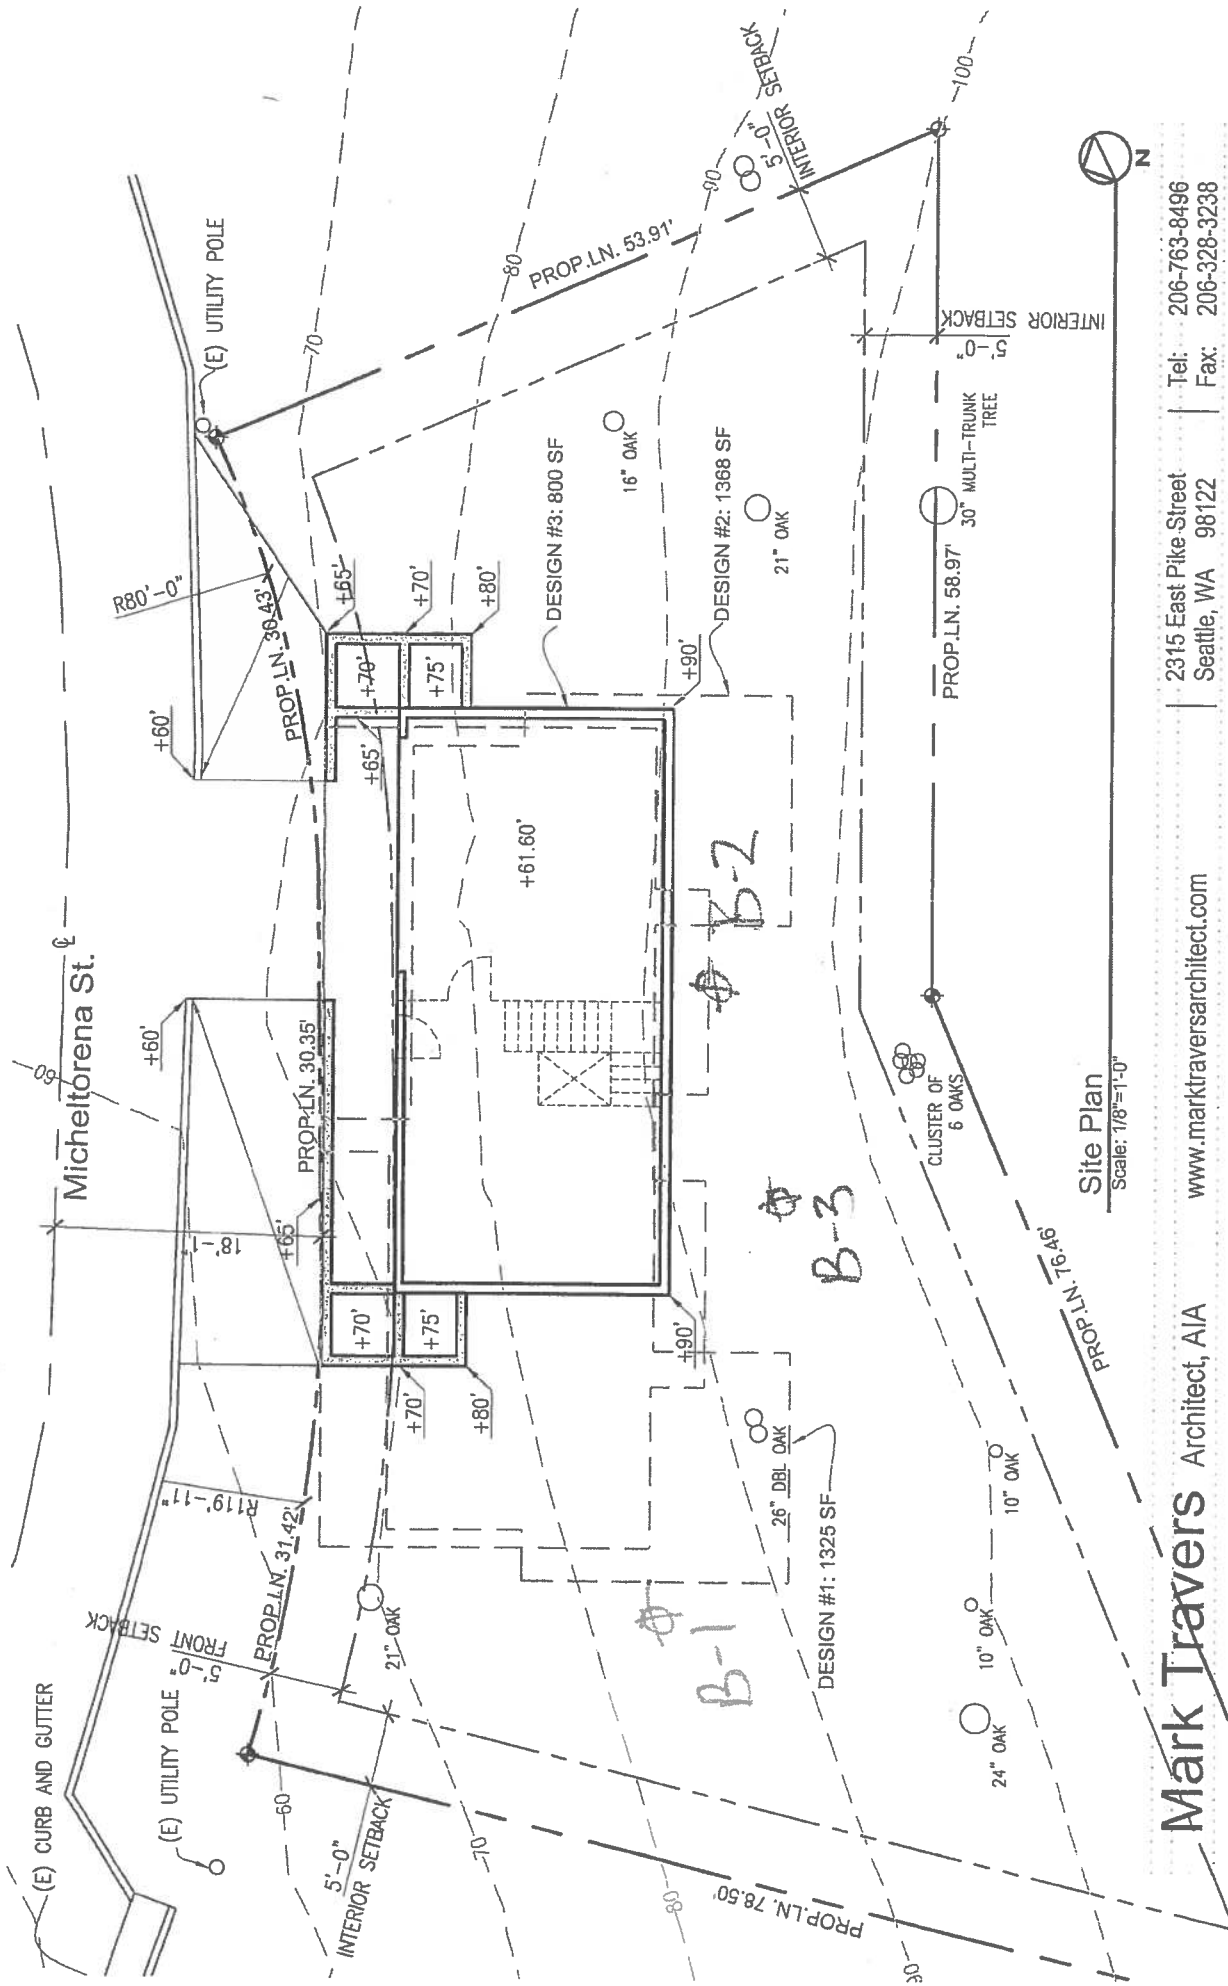 (E) CURB AND GUTTER
(E) UTILITY POLE
5'-0"
FRONT SETBACK
PROP.LN. 31.42'
R119'-11"
21" OAK
5'-0"
INTERIOR SETBACK
60
70
80
90
PROP.LN. 78.50'
Micheltorena St. ℄
60
18'-1
+60'
+65'
PROP.LN. 30.35'
+60'
+65'
PROP.LN. 30.43'
R80'-0"
(E) UTILITY POLE
+70'
+75'
+70'
+80'
+90'
+61.60'
+65'
+70'
+75'
+70'
+80'
+90'
DESIGN #3: 800 SF
DESIGN #2: 1368 SF
16" OAK
21" OAK
70
80
90
100
PROP.LN. 53.91'
5'-0"
INTERIOR SETBACK
5'-0"
INTERIOR SETBACK
30" MULTI-TRUNK
TREE
PROP.LN. 58.97'
B-1
B-2
B-3
26" DBL OAK
DESIGN #1: 1325 SF
24" OAK
10" OAK
10" OAK
CLUSTER OF
6 OAKS
PROP.LN. 76.46'
Site Plan
Scale: 1/8"=1'-0"
N
Mark Travers Architect, AIA
www.marktraversarchitect.com
2315 East Pike Street
Seattle, WA 98122
Tel: 206-763-8496
Fax: 206-328-3238